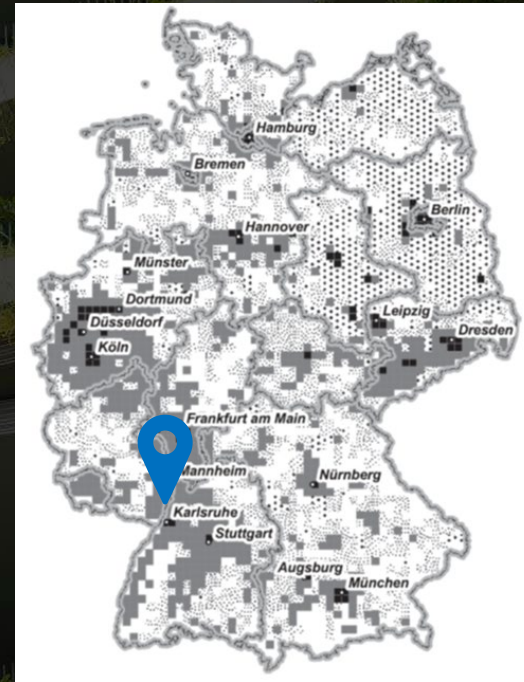 Hamburg
Bremen
Berlin
Hannover
Münster
Dortmund
Leipzig
Düsseldorf
Dresden
Köln
Frankfurt am Main
Mannheim
Nürnberg
Karlsruhe
Stuttgart
Augsburg
München